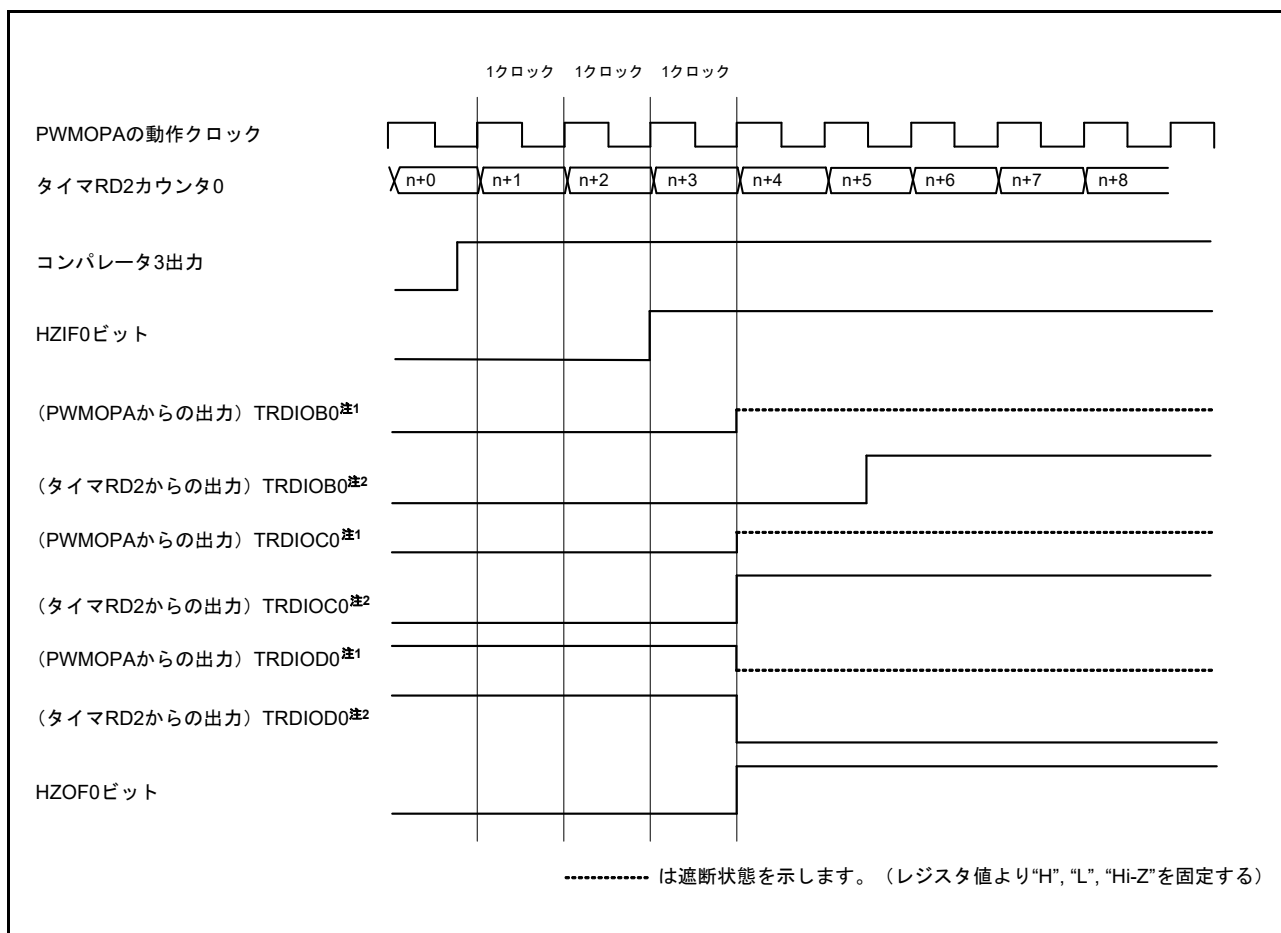 1クロック 1クロック 1クロック
PWMOPAの動作クロック
タイマRD2カウンタ0 n+0 n+1 n+2 n+3 n+4 n+5 n+6 n+7 n+8
コンパレータ3出力
HZIF0ビット
（PWMOPAからの出力）TRDIOB0注1
（タイマRD2からの出力）TRDIOB0注2
（PWMOPAからの出力）TRDIOC0注1
（タイマRD2からの出力）TRDIOC0注2
（PWMOPAからの出力）TRDIOD0注1
（タイマRD2からの出力）TRDIOD0注2
HZOF0ビット
は遮断状態を示します。（レジスタ値より“H”, “L”, “Hi-Z”を固定する）